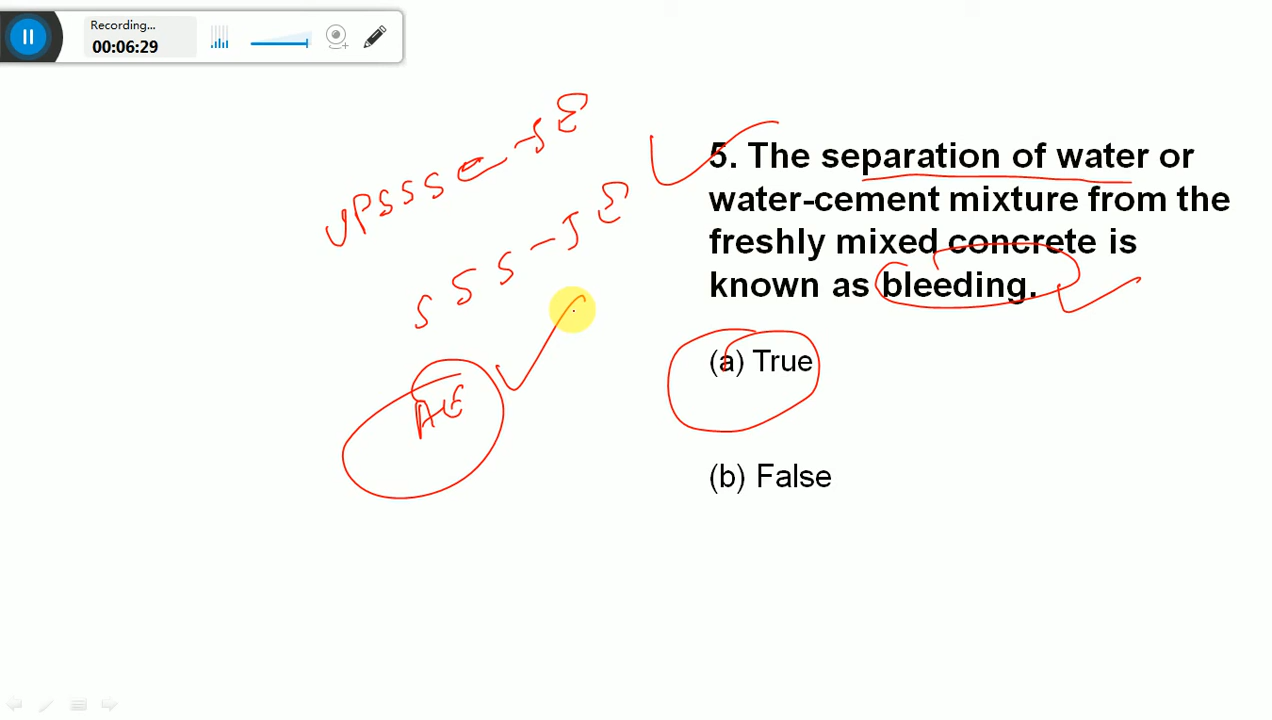 Recording...
00:06:29
UPSSSC-JE
SSS-JE
AE
5. The separation of water or
water-cement mixture from the
freshly mixed concrete is
known as bleeding.
(a) True
(b) False